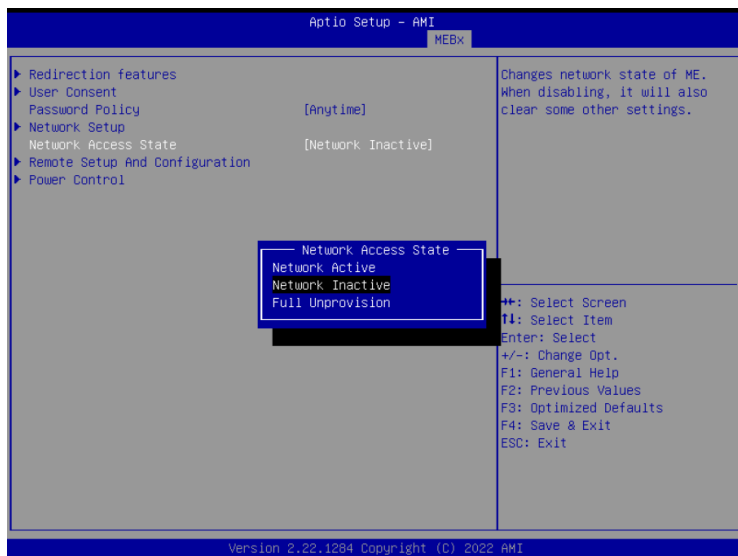 Aptio Setup – AMI
MEBx
▶ Redirection features
▶ User Consent
Password Policy [Anytime]
▶ Network Setup
Network Access State [Network Inactive]
▶ Remote Setup And Configuration
▶ Power Control
Changes network state of ME.
When disabling, it will also
clear some other settings.
Network Access State
Network Active
Network Inactive
Full Unprovision
→←: Select Screen
↑↓: Select Item
Enter: Select
+/-: Change Opt.
F1: General Help
F2: Previous Values
F3: Optimized Defaults
F4: Save & Exit
ESC: Exit
Version 2.22.1284 Copyright (C) 2022 AMI